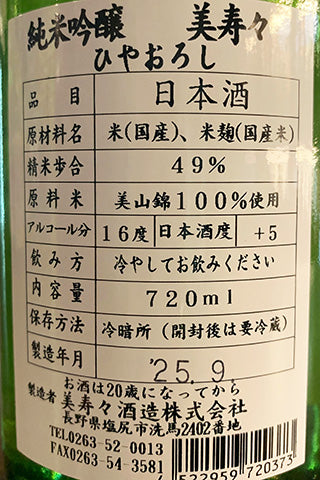 純米吟醸 美寿々
ひやおろし
品目 日本酒
原材料名 米(国産)、米麹(国産米)
精米歩合 49%
原料米 美山錦100%使用
アルコール分 16度 日本酒度 +5
飲み方 冷やしてお飲みください
内容量 720ml
保存方法 冷暗所(開封後は要冷蔵)
製造年月 '25.9
お酒は20歳になってから
製造者 美寿々酒造株式会社
長野県塩尻市洗馬2402番地
TEL0263-52-0013
FAX0263-54-3581
4 522959 720373